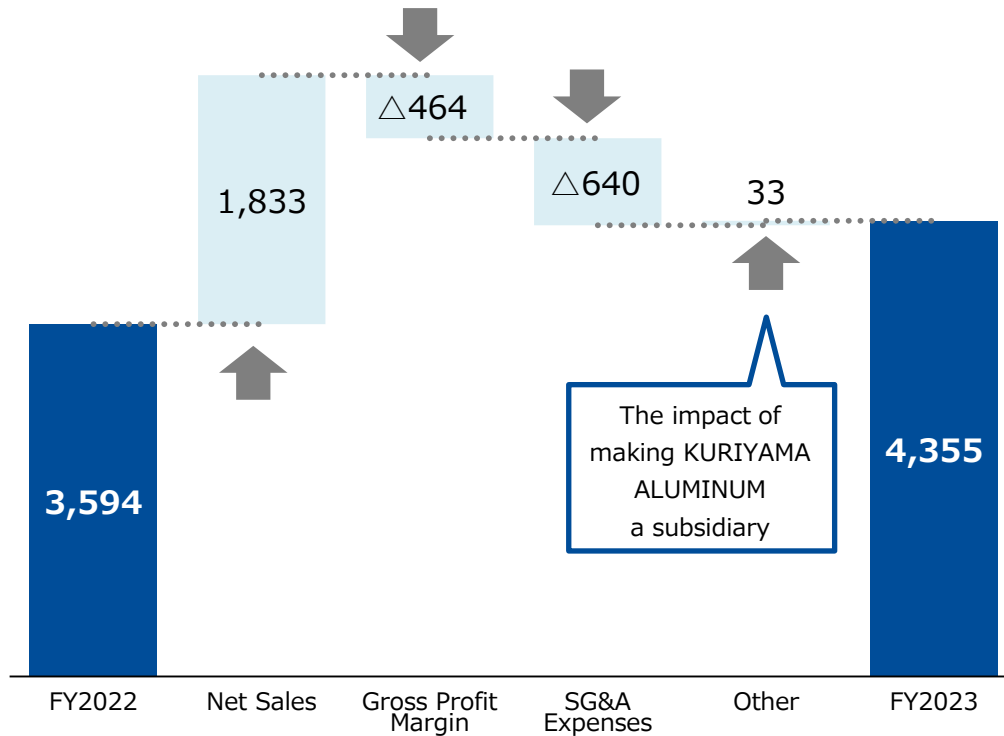 △464
△640
33
1,833
The impact of
making KURIYAMA
ALUMINUM
a subsidiary
4,355
3,594
FY2022
Net Sales
Gross Profit
Margin
SG&A
Expenses
Other
FY2023